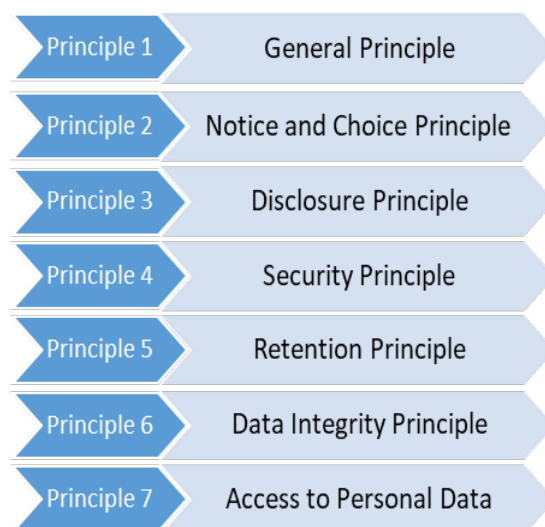 Principle 1 General Principle
Principle 2 Notice and Choice Principle
Principle 3 Disclosure Principle
Principle 4 Security Principle
Principle 5 Retention Principle
Principle 6 Data Integrity Principle
Principle 7 Access to Personal Data